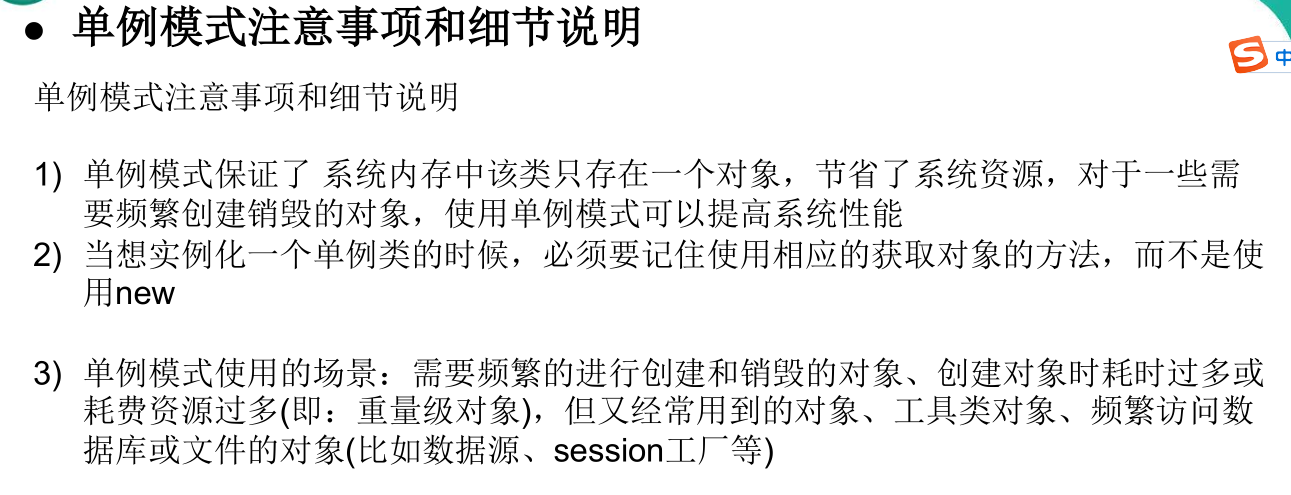 ● 单例模式注意事项和细节说明
S 中
单例模式注意事项和细节说明
1) 单例模式保证了 系统内存中该类只存在一个对象，节省了系统资源，对于一些需
要频繁创建销毁的对象，使用单例模式可以提高系统性能
2) 当想实例化一个单例类的时候，必须要记住使用相应的获取对象的方法，而不是使
用new
3) 单例模式使用的场景：需要频繁的进行创建和销毁的对象、创建对象时耗时过多或
耗费资源过多(即：重量级对象)，但又经常用到的对象、工具类对象、频繁访问数
据库或文件的对象(比如数据源、session工厂等)